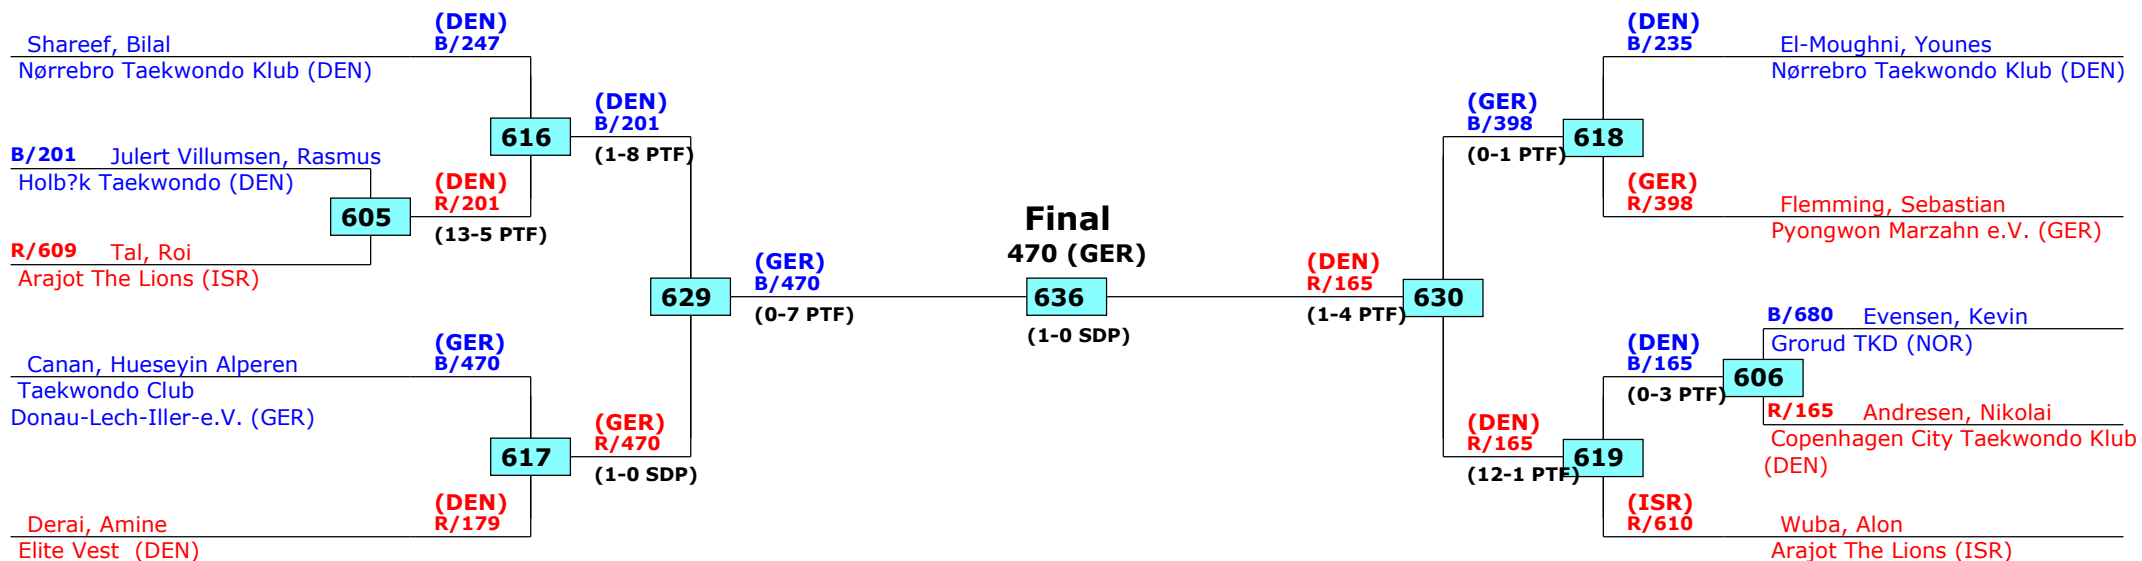 (DEN)
B/247
Shareef, Bilal
Nørrebro Taekwondo Klub (DEN)
(DEN)
B/201
616
(1-8 PTF)
B/201 Julert Villumsen, Rasmus
Holb?k Taekwondo (DEN)
(DEN)
R/201
605
(13-5 PTF)
R/609 Tal, Roi
Arajot The Lions (ISR)
629
(GER)
B/470
(0-7 PTF)
(GER)
B/470
Canan, Hueseyin Alperen
Taekwondo Club
Donau-Lech-Iller-e.V. (GER)
(GER)
R/470
617
(1-0 SDP)
(DEN)
R/179
Derai, Amine
Elite Vest (DEN)
Final
470 (GER)
636
(1-0 SDP)
(DEN)
R/165
630
(1-4 PTF)
(DEN)
B/235
El-Moughni, Younes
Nørrebro Taekwondo Klub (DEN)
(GER)
B/398
618
(0-1 PTF)
(GER)
R/398
Flemming, Sebastian
Pyongwon Marzahn e.V. (GER)
B/680 Evensen, Kevin
Grorud TKD (NOR)
(DEN)
B/165
606
(0-3 PTF)
R/165 Andresen, Nikolai
Copenhagen City Taekwondo Klub
(DEN)
(DEN)
R/165
619
(12-1 PTF)
(ISR)
R/610
Wuba, Alon
Arajot The Lions (ISR)